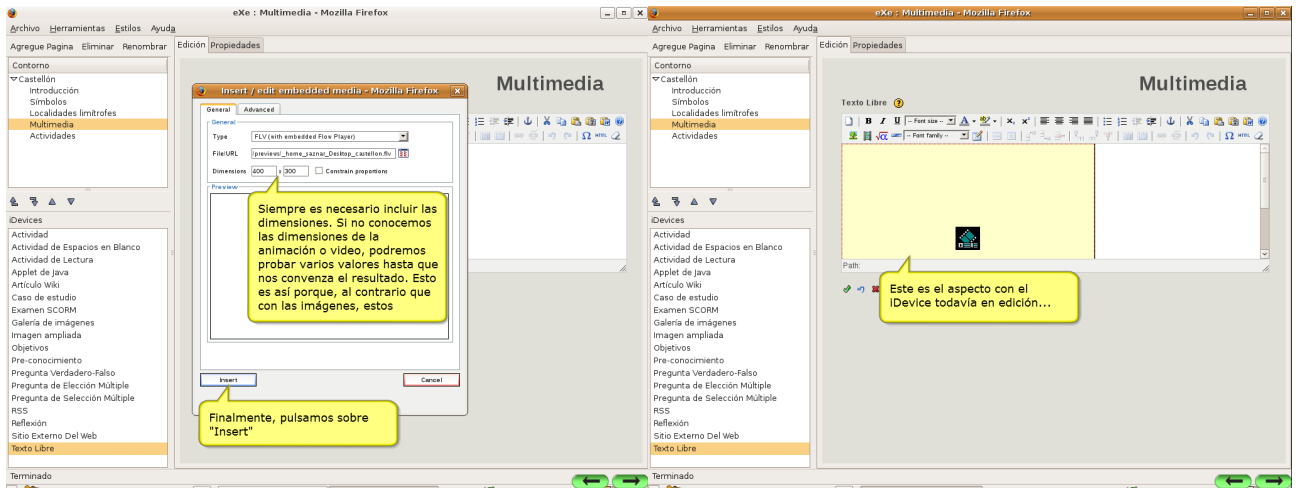 eXe : Multimedia - Mozilla Firefox
Archivo Herramientas Estilos Ayuda
Agregue Pagina Eliminar Renombrar
Edición Propiedades
Contorno
Castellón
Introducción
Símbolos
Localidades limítrofes
Multimedia
Actividades
iDevices
Actividad
Actividad de Espacios en Blanco
Actividad de Lectura
Applet de Java
Artículo Wiki
Caso de estudio
Examen SCORM
Galería de imágenes
Imagen ampliada
Objetivos
Pre-conocimiento
Pregunta Verdadero-Falso
Pregunta de Elección Múltiple
Pregunta de Selección Múltiple
RSS
Reflexión
Sitio Externo Del Web
Texto Libre
Terminado
Multimedia
HTML
Insert / edit embedded media - Mozilla Firefox
General Advanced
General
Type FLV (with embedded Flow Player)
File/URL /previews/_home_saznar_Desktop_castellon.flv
Dimensions 400 x 300 Constrain proportions
Preview
Siempre es necesario incluir las
dimensiones. Si no conocemos
las dimensiones de la
animación o video, podremos
probar varios valores hasta que
nos convenza el resultado. Esto
es así porque, al contrario que
con las imágenes, estos
Insert Cancel
Finalmente, pulsamos sobre
"Insert"
eXe : Multimedia - Mozilla Firefox
Archivo Herramientas Estilos Ayuda
Agregue Pagina Eliminar Renombrar
Edición Propiedades
Contorno
Castellón
Introducción
Símbolos
Localidades limítrofes
Multimedia
Actividades
iDevices
Actividad
Actividad de Espacios en Blanco
Actividad de Lectura
Applet de Java
Artículo Wiki
Caso de estudio
Examen SCORM
Galería de imágenes
Imagen ampliada
Objetivos
Pre-conocimiento
Pregunta Verdadero-Falso
Pregunta de Elección Múltiple
Pregunta de Selección Múltiple
RSS
Reflexión
Sitio Externo Del Web
Texto Libre
Terminado
Multimedia
Texto Libre
B I U -- Font size --
-- Font family -- HTML
Path:
Este es el aspecto con el
iDevice todavía en edición...